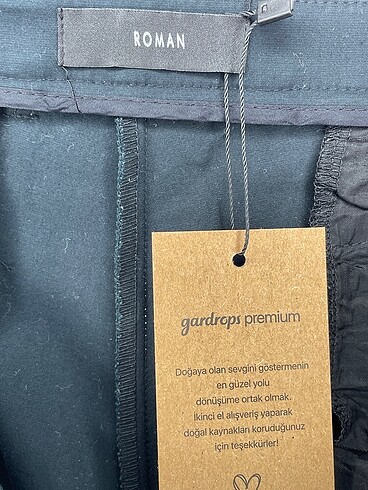 ROMAN
gardrops premium
Doğaya olan sevgini göstermenin
en güzel yolu
dönüşüme ortak olmak.
İkinci el alışveriş yaparak
doğal kaynakları koruduğunuz
için teşekkürler!